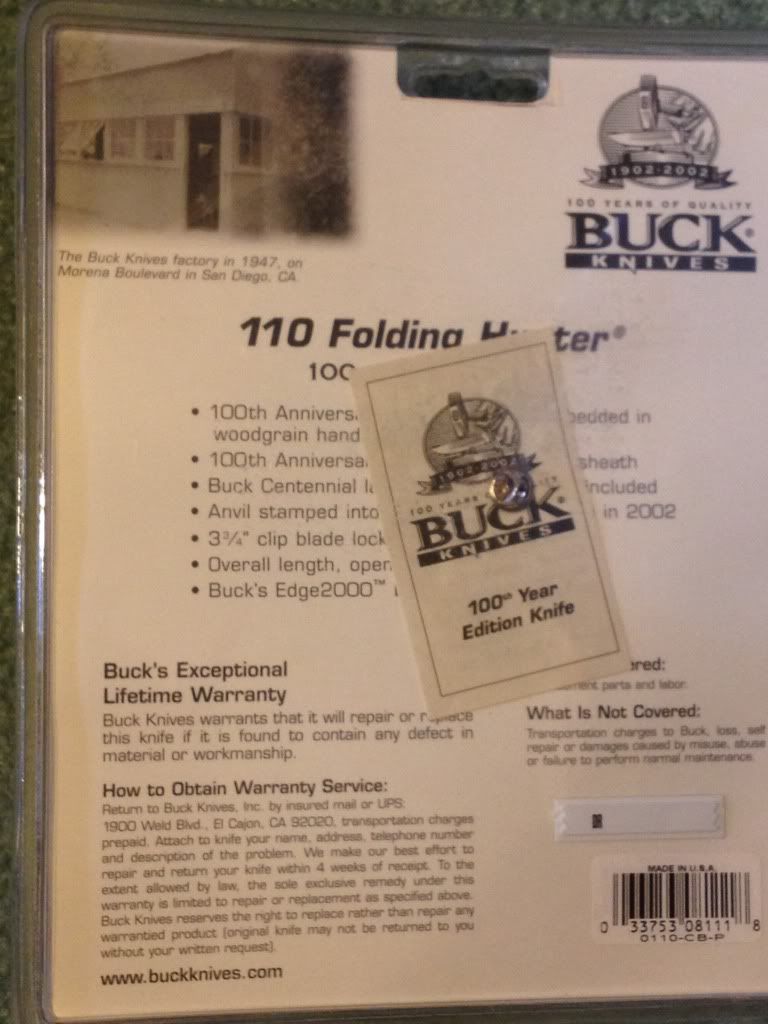 The Buck Knives factory in 1947, on
Morena Boulevard in San Diego, CA.
1902-2002
100 YEARS OF QUALITY
BUCK®
KNIVES
110 Folding H ter®
100
• 100th Annivers bedded in
woodgrain hand
• 100th Anniversa sheath
• Buck Centennial included
• Anvil stamped into in 2002
• 3¾" clip blade lock
• Overall length, open
• Buck's Edge2000™
1902-2002
100 YEARS ITY
BUCK®
KNIVES
100th Year
Edition Knife
Buck's Exceptional
Lifetime Warranty
Buck Knives warrants that it will repair or replace
this knife if it is found to contain any defect in
material or workmanship.
How to Obtain Warranty Service:
Return to Buck Knives, Inc. by insured mail or UPS:
1900 Weld Blvd., El Cajon, CA 92020, transportation charges
prepaid. Attach to knife your name, address, telephone number
and description of the problem. We make our best effort to
repair and return your knife within 4 weeks of receipt. To the
extent allowed by law, the sole exclusive remedy under this
warranty is limited to repair or replacement as specified above.
Buck Knives reserves the right to replace rather than repair any
warrantied product (original knife may not be returned to you
without your written request).
www.buckknives.com
ered:
ment parts and labor.
What Is Not Covered:
Transportation charges to Buck, loss, self
repair or damages caused by misuse, abuse
or failure to perform normal maintenance.
MADE IN U.S.A.
0 33753 08111 8
0110-CB-P